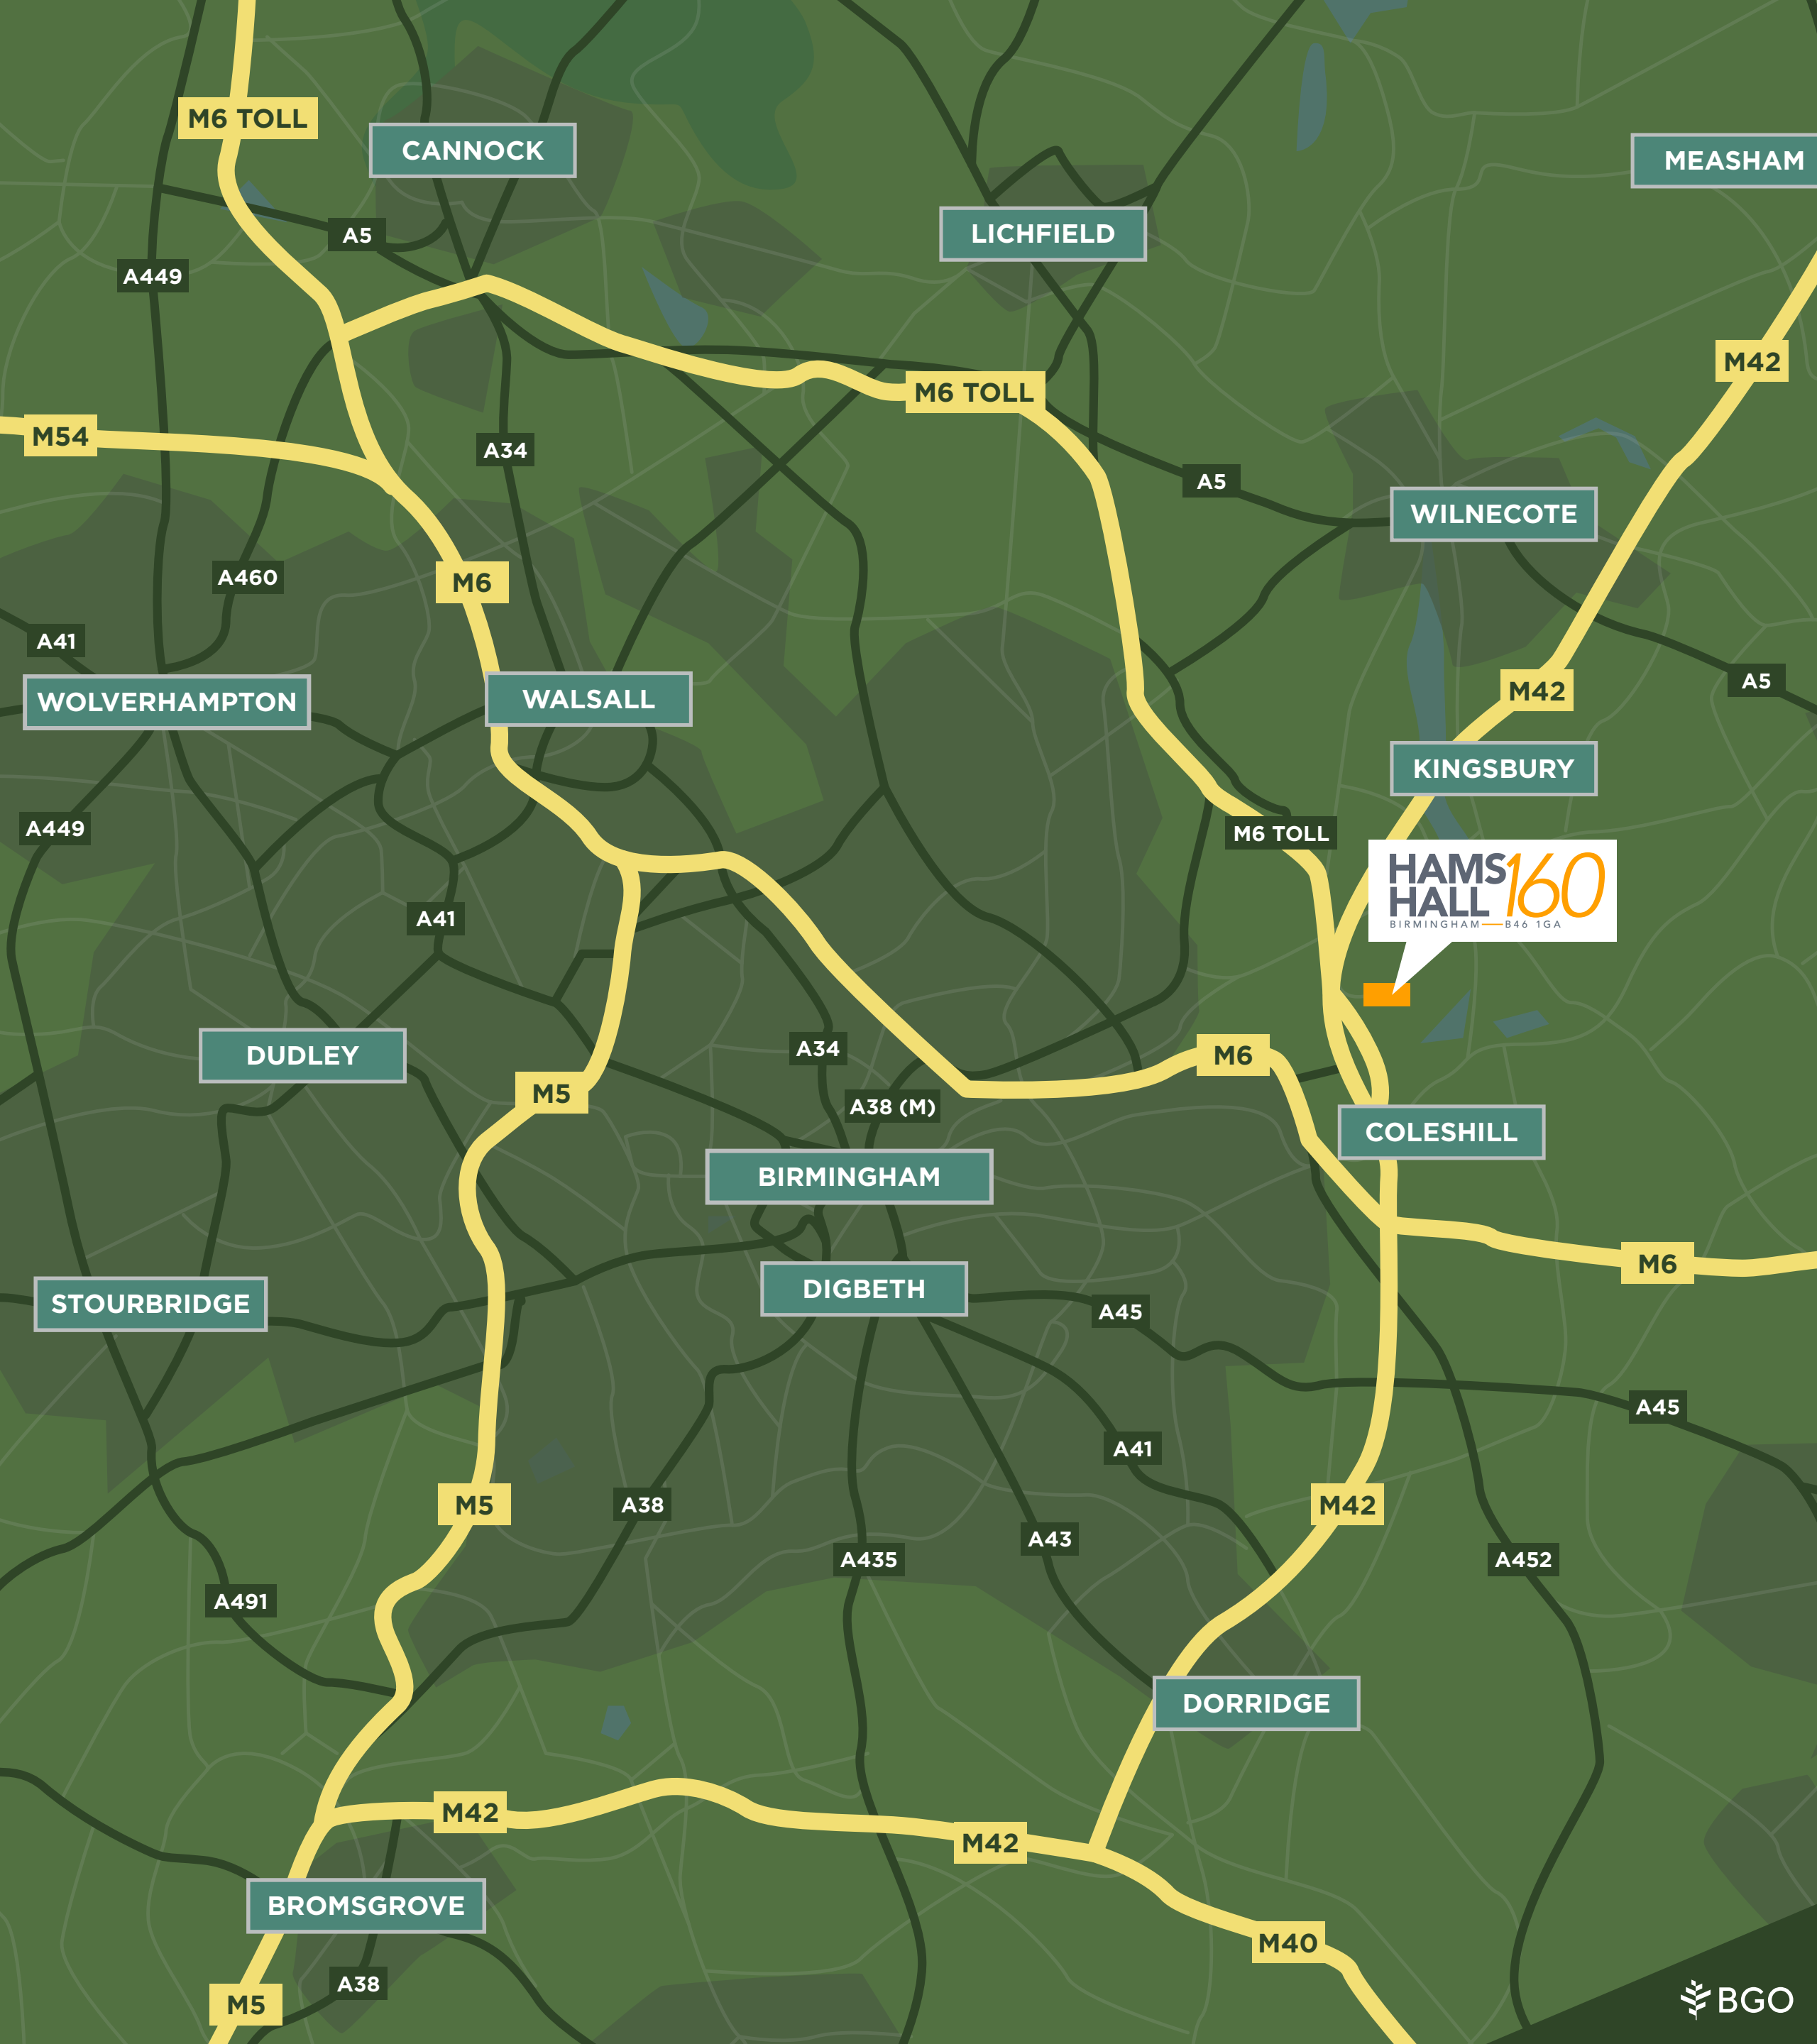 M6 TOLL
CANNOCK
MEASHAM
LICHFIELD
A5
A449
M42
M6 TOLL
M54
A34
A5
WILNECOTE
A460
M6
A41
A5
M42
WOLVERHAMPTON
WALSALL
KINGSBURY
A449
M6 TOLL
HAMS
HALL
160
BIRMINGHAM—B46 1GA
A41
DUDLEY
A34
M6
M5
A38 (M)
COLESHILL
BIRMINGHAM
M6
STOURBRIDGE
DIGBETH
A45
A45
A41
M5
A38
M42
A43
A435
A452
A491
DORRIDGE
M42
M42
BROMSGROVE
M40
A38
M5
BGO